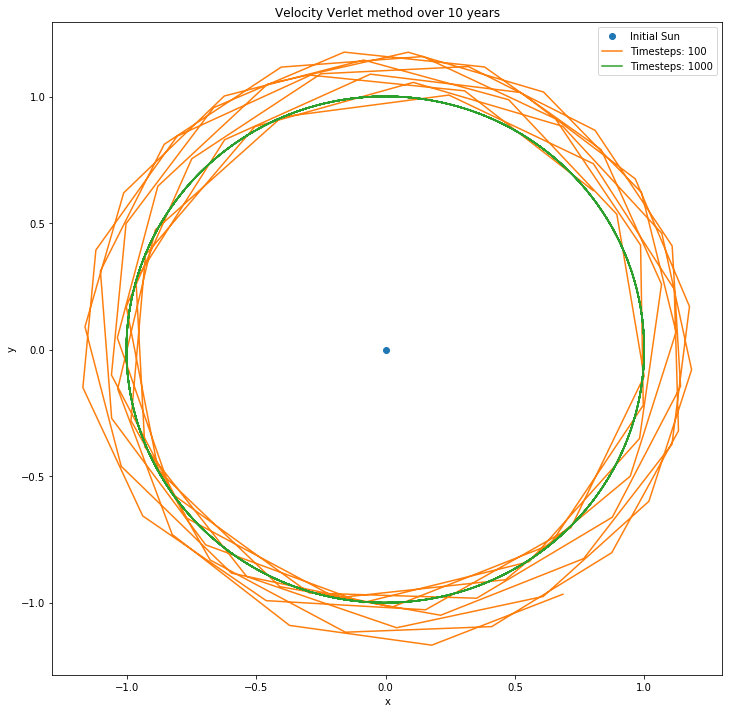 Velocity Verlet method over 10 years
Initial Sun
Timesteps: 100
Timesteps: 1000
1.0
0.5
0.0
−0.5
−1.0
y
−1.0
−0.5
0.0
0.5
1.0
x